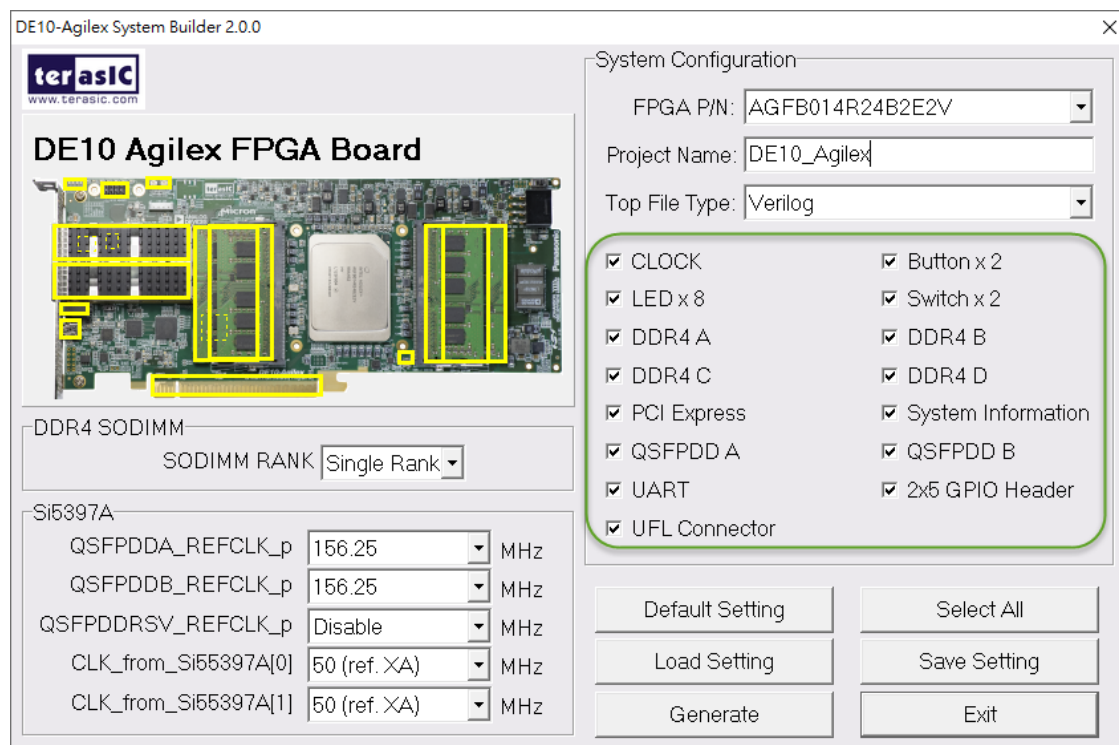 DE10-Agilex System Builder 2.0.0
terasIC
www.terasic.com
DE10 Agilex FPGA Board
Micron
DDR4 SODIMM
SODIMM RANK Single Rank
Si5397A
QSFPDDA_REFCLK_p 156.25 MHz
QSFPDDB_REFCLK_p 156.25 MHz
QSFPDDRSV_REFCLK_p Disable MHz
CLK_from_Si55397A[0] 50 (ref. XA) MHz
CLK_from_Si55397A[1] 50 (ref. XA) MHz
System Configuration
FPGA P/N: AGFB014R24B2E2V
Project Name: DE10_Agilex
Top File Type: Verilog
CLOCK Button x 2
LED x 8 Switch x 2
DDR4 A DDR4 B
DDR4 C DDR4 D
PCI Express System Information
QSFPDD A QSFPDD B
UART 2x5 GPIO Header
UFL Connector
Default Setting Select All
Load Setting Save Setting
Generate Exit